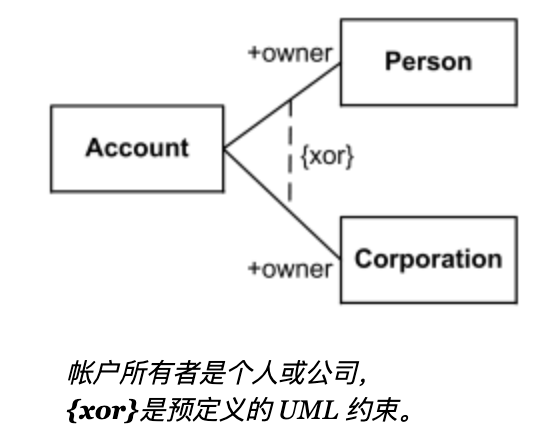 +owner
Person
Account
{xor}
+owner
Corporation
帐户所有者是个人或公司，
{xor}是预定义的 UML 约束。